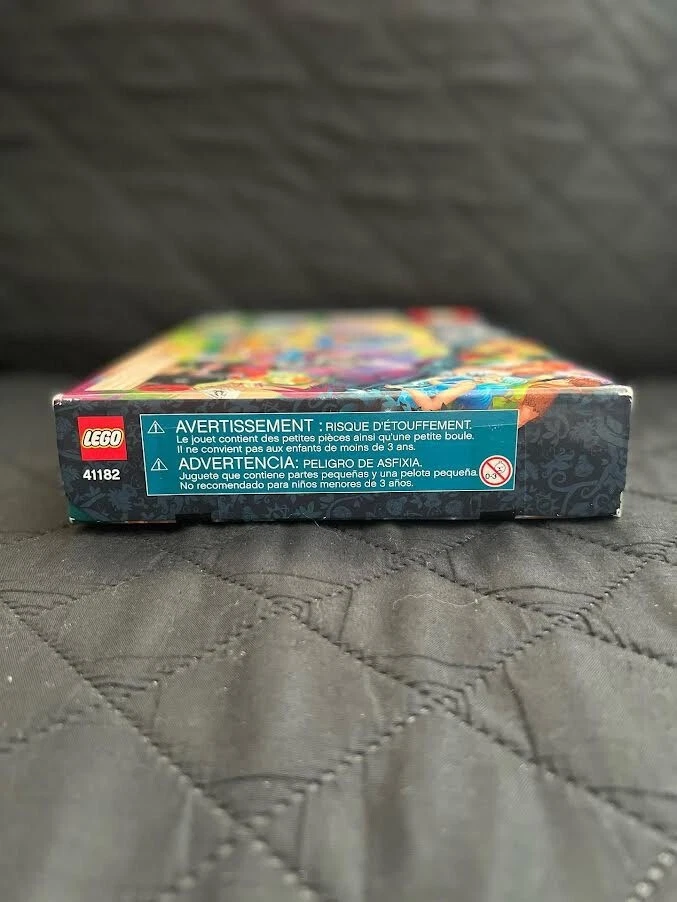 LEGO
41182
AVERTISSEMENT : RISQUE D'ÉTOUFFEMENT.
Le jouet contient des petites pièces ainsi qu'une petite boule.
Il ne convient pas aux enfants de moins de 3 ans.
ADVERTENCIA: PELIGRO DE ASFIXIA.
Juguete que contiene partes pequeñas y una pelota pequeña.
No recomendado para niños menores de 3 años.
0-3